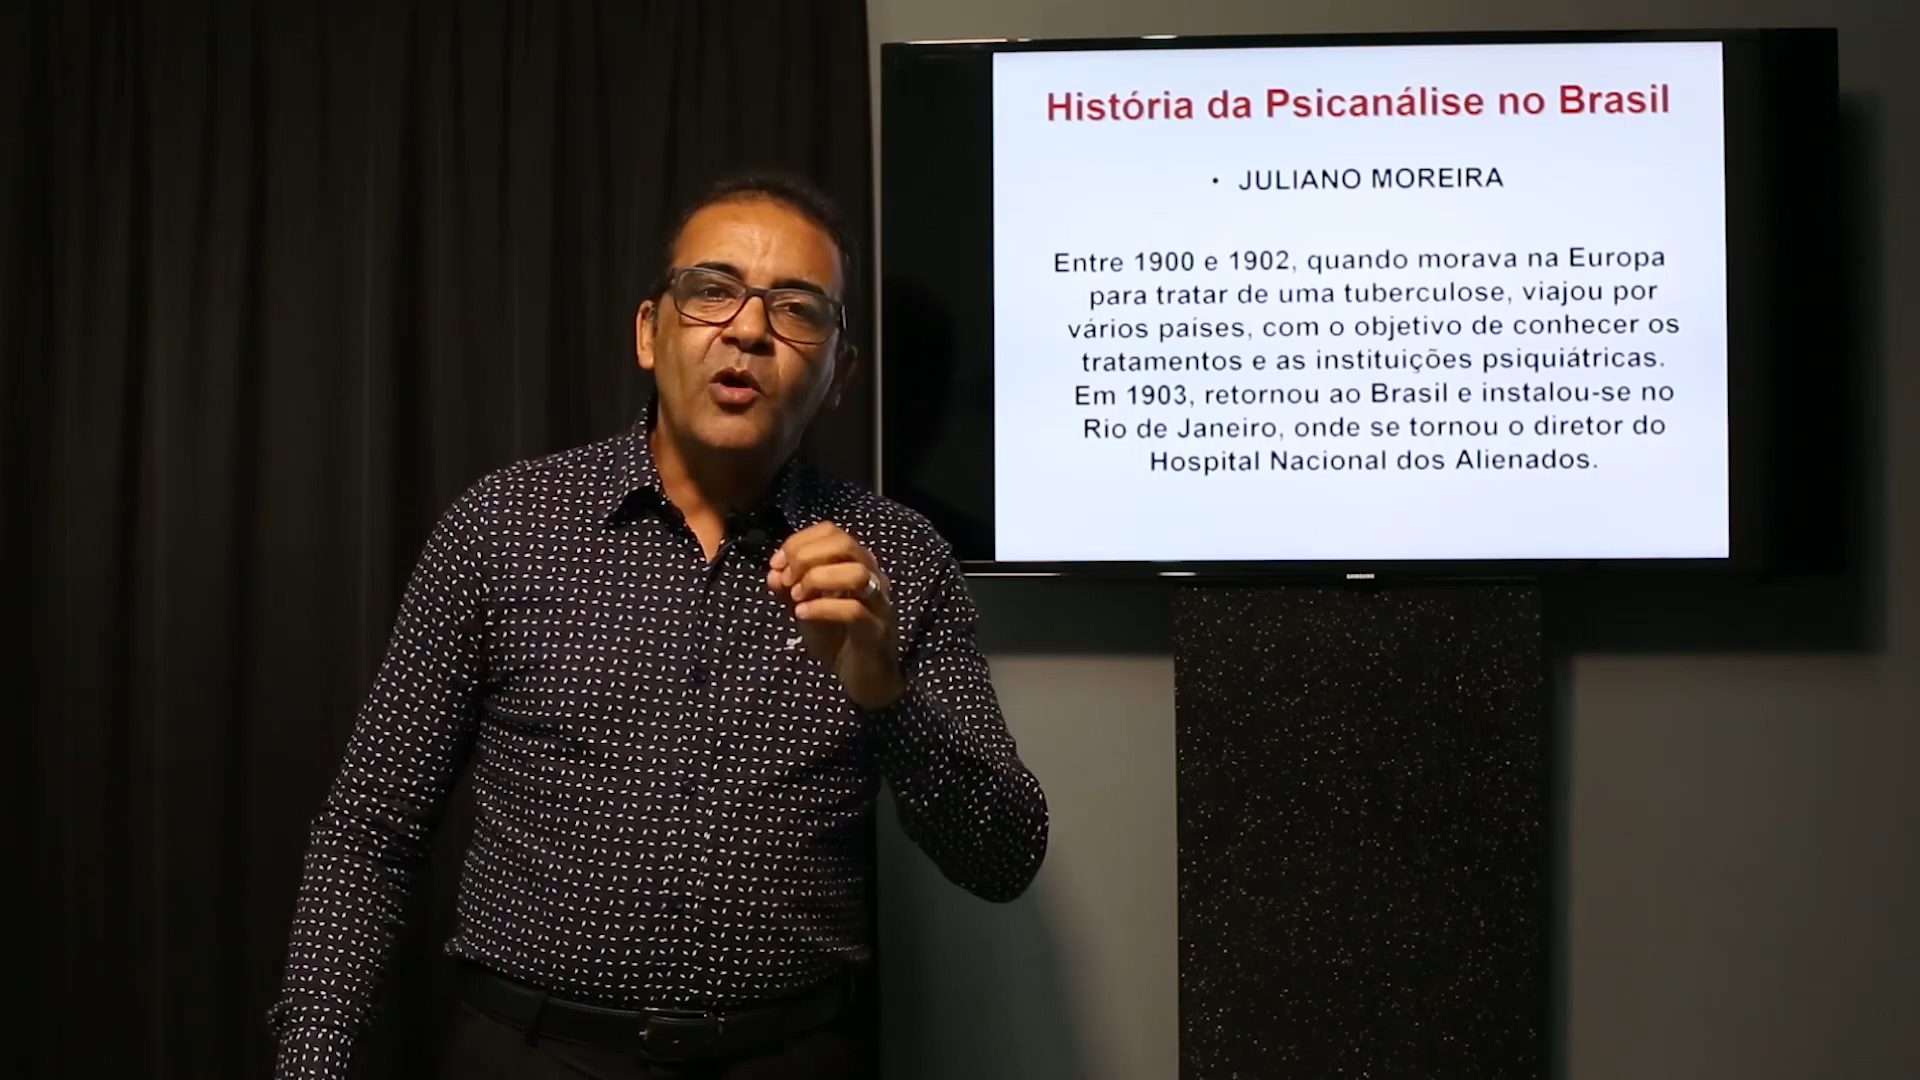 História da Psicanálise no Brasil
• JULIANO MOREIRA
Entre 1900 e 1902, quando morava na Europa
para tratar de uma tuberculose, viajou por
vários países, com o objetivo de conhecer os
tratamentos e as instituições psiquiátricas.
Em 1903, retornou ao Brasil e instalou-se no
Rio de Janeiro, onde se tornou o diretor do
Hospital Nacional dos Alienados.
SAMSUNG